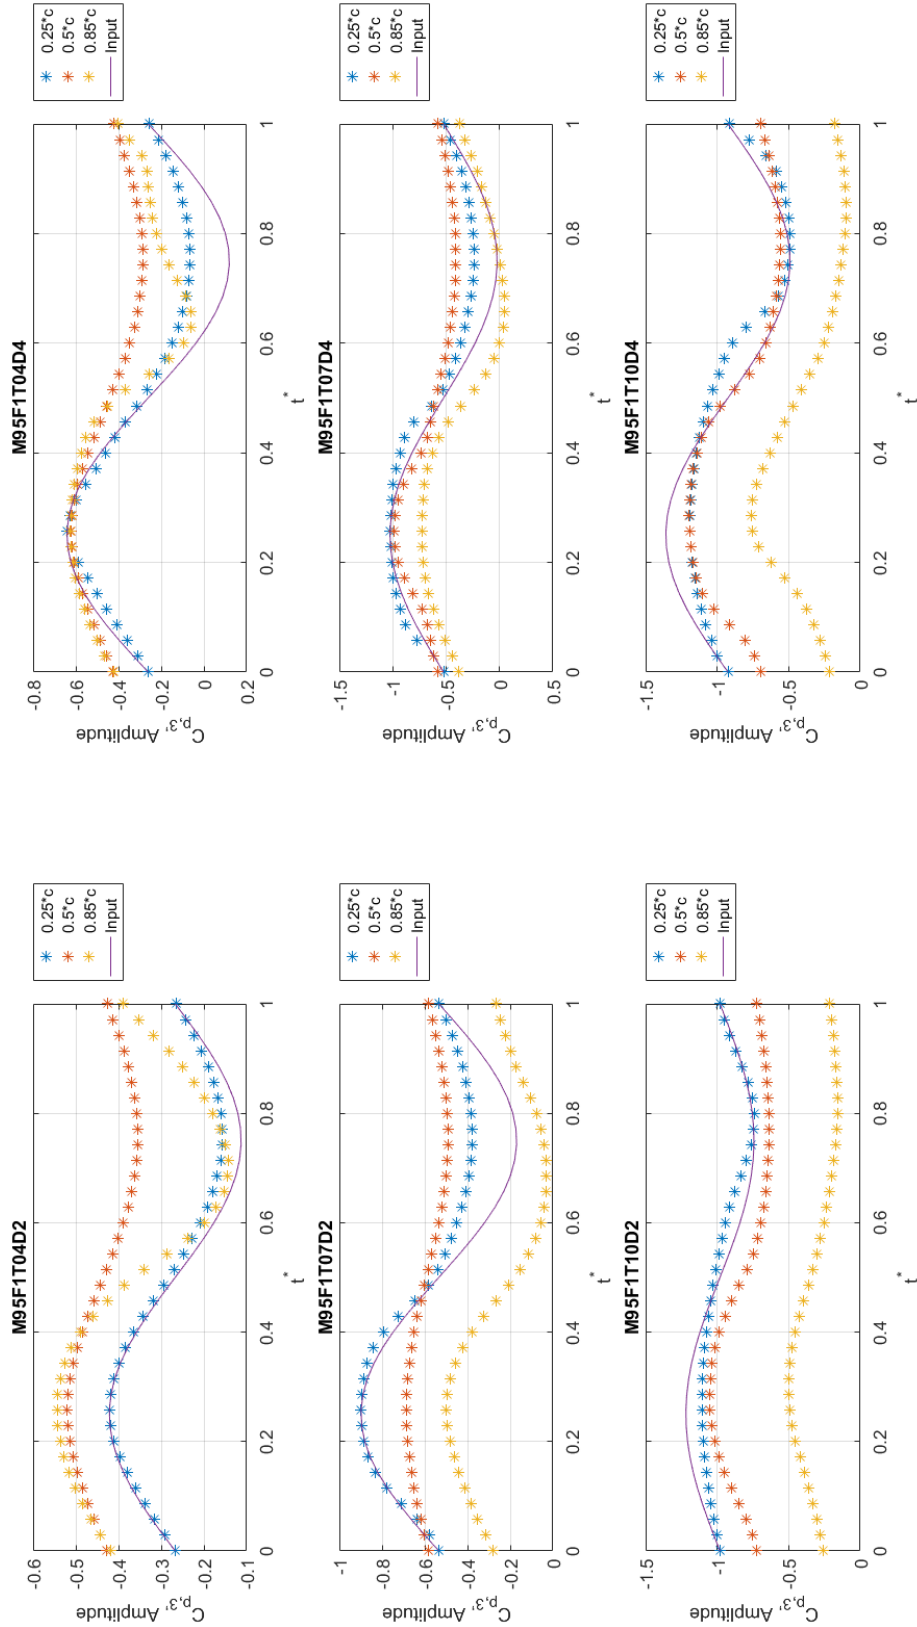 M95F1T04D2
-0.6
-0.5
-0.4
-0.3
-0.2
-0.1
C p,3, Amplitude
0 0.2 0.4 0.6 0.8 1
t*
0.25*c
0.5*c
0.85*c
Input
M95F1T04D4
-0.8
-0.6
-0.4
-0.2
0
0.2
C p,3, Amplitude
0 0.2 0.4 0.6 0.8 1
t*
0.25*c
0.5*c
0.85*c
Input
M95F1T07D2
-1
-0.8
-0.6
-0.4
-0.2
0
C p,3, Amplitude
0 0.2 0.4 0.6 0.8 1
t*
0.25*c
0.5*c
0.85*c
Input
M95F1T07D4
-1.5
-1
-0.5
0
0.5
C p,3, Amplitude
0 0.2 0.4 0.6 0.8 1
t*
0.25*c
0.5*c
0.85*c
Input
M95F1T10D2
-1.5
-1
-0.5
0
C p,3, Amplitude
0 0.2 0.4 0.6 0.8 1
t*
0.25*c
0.5*c
0.85*c
Input
M95F1T10D4
-1.5
-1
-0.5
0
C p,3, Amplitude
0 0.2 0.4 0.6 0.8 1
t*
0.25*c
0.5*c
0.85*c
Input